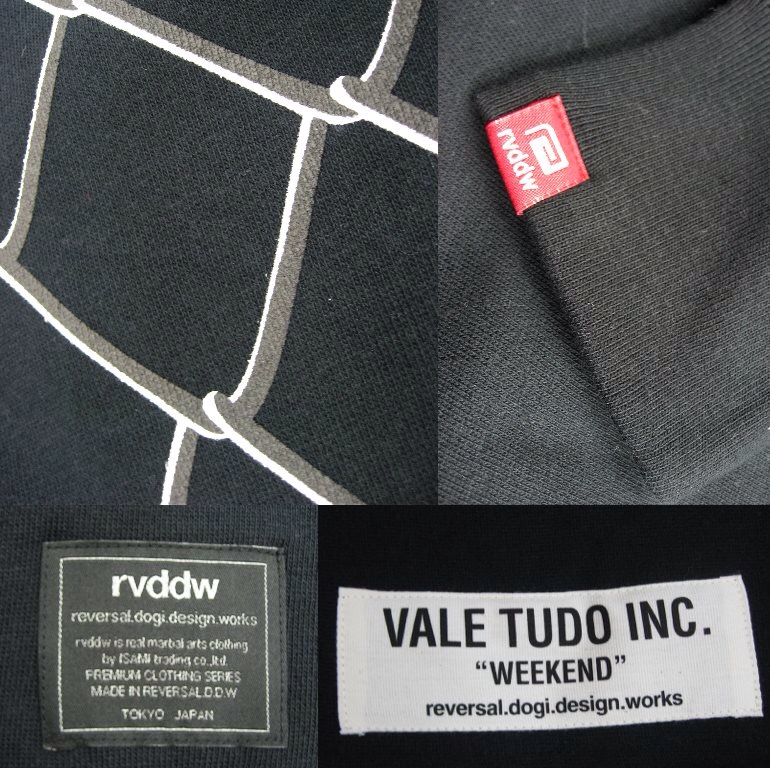 rvddw
rvddw
reversal.dogi.design.works
rvddw is real martial arts clothing
by ISAMI trading co.,ltd.
PREMIUM CLOTHING SERIES
MADE IN REVERSAL.D.D.W
TOKYO JAPAN
VALE TUDO INC.
“WEEKEND”
reversal.dogi.design.works